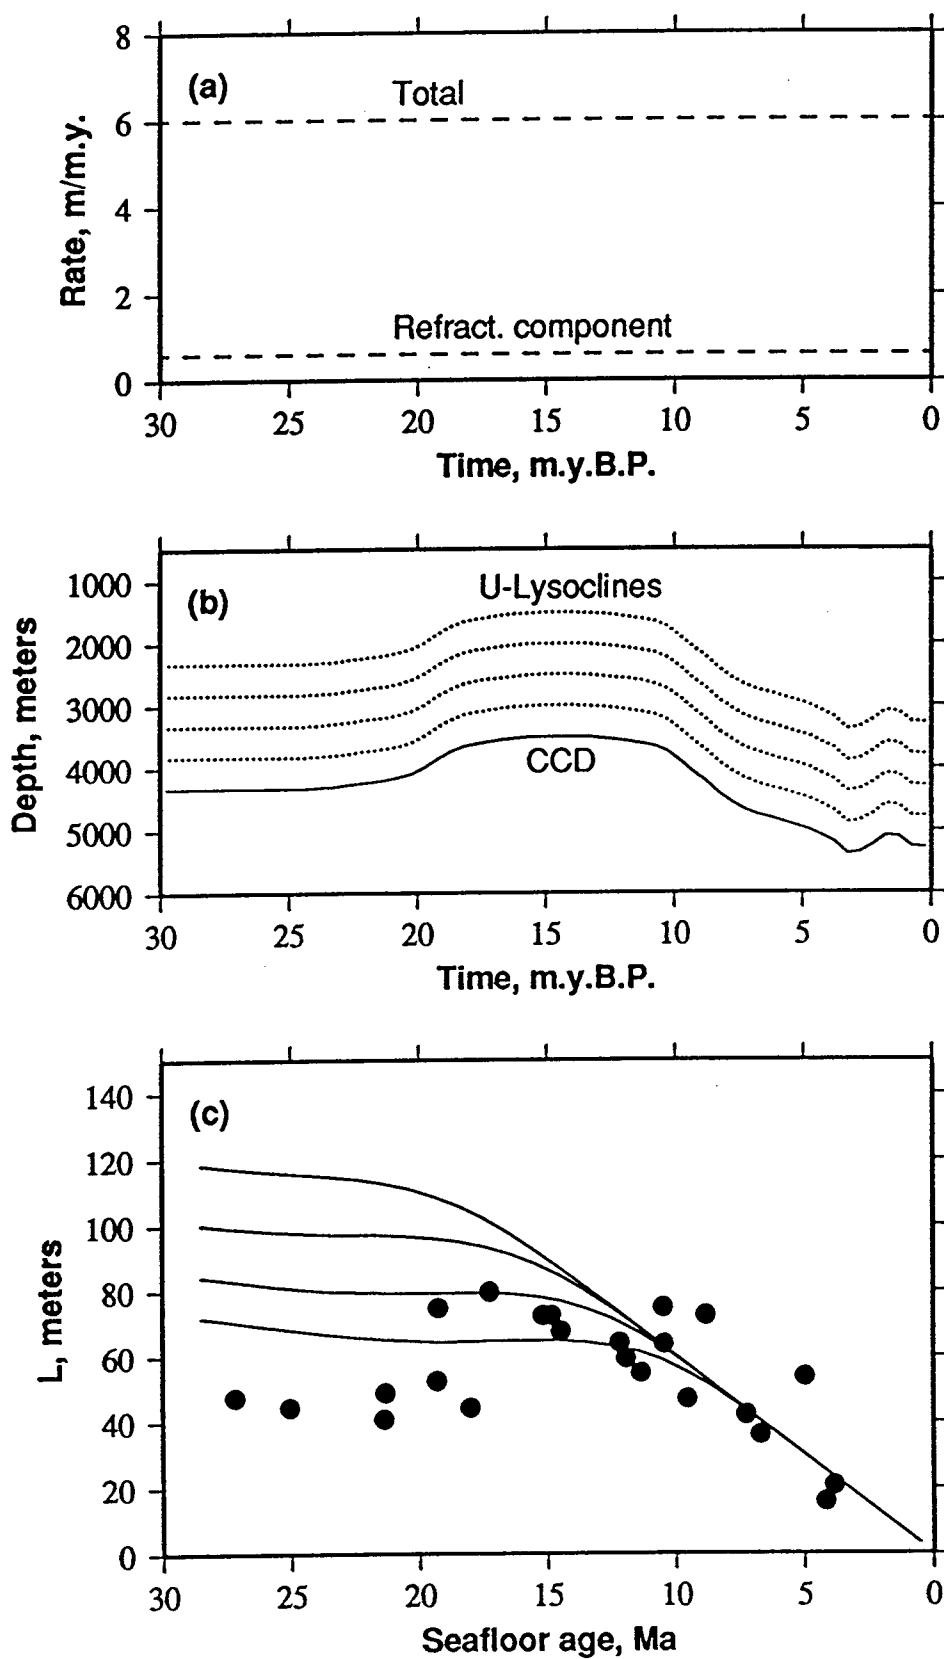 8
(a)
Total
6
Rate, m/m.y.
4
2
Refract. component
0
30 25 20 15 10 5 0
Time, m.y.B.P.
1000
(b)
U-Lysoclines
2000
Depth, meters
3000
4000
CCD
5000
6000
30 25 20 15 10 5 0
Time, m.y.B.P.
140
(c)
120
100
L, meters
80
60
40
20
0
30 25 20 15 10 5 0
Seafloor age, Ma